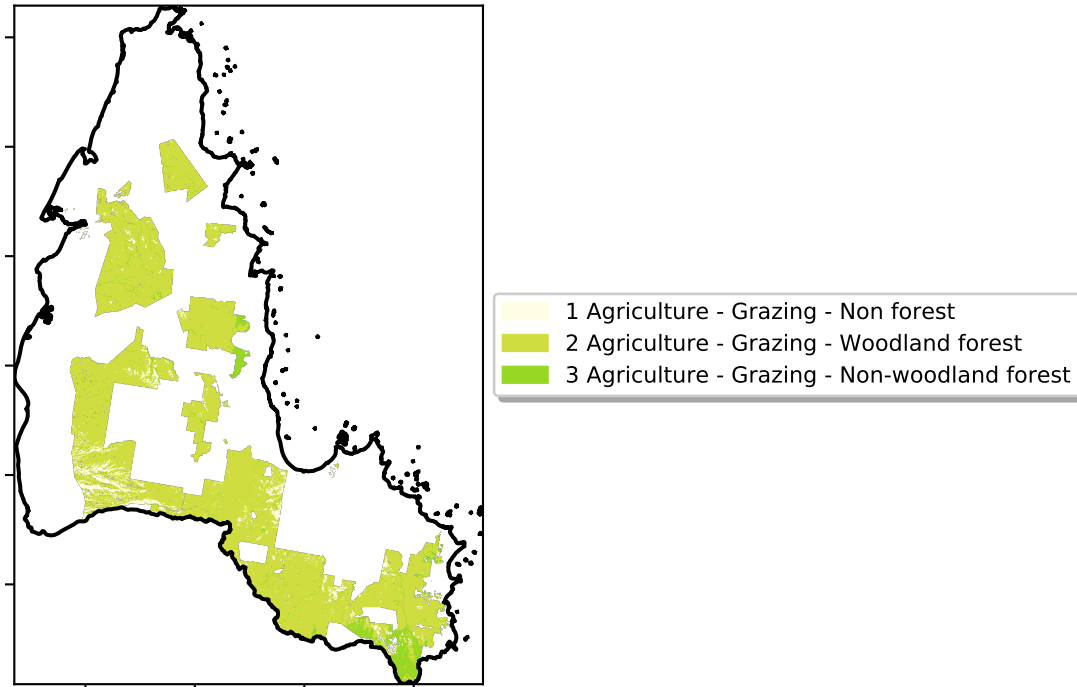 1 Agriculture - Grazing - Non forest
2 Agriculture - Grazing - Woodland forest
3 Agriculture - Grazing - Non-woodland forest